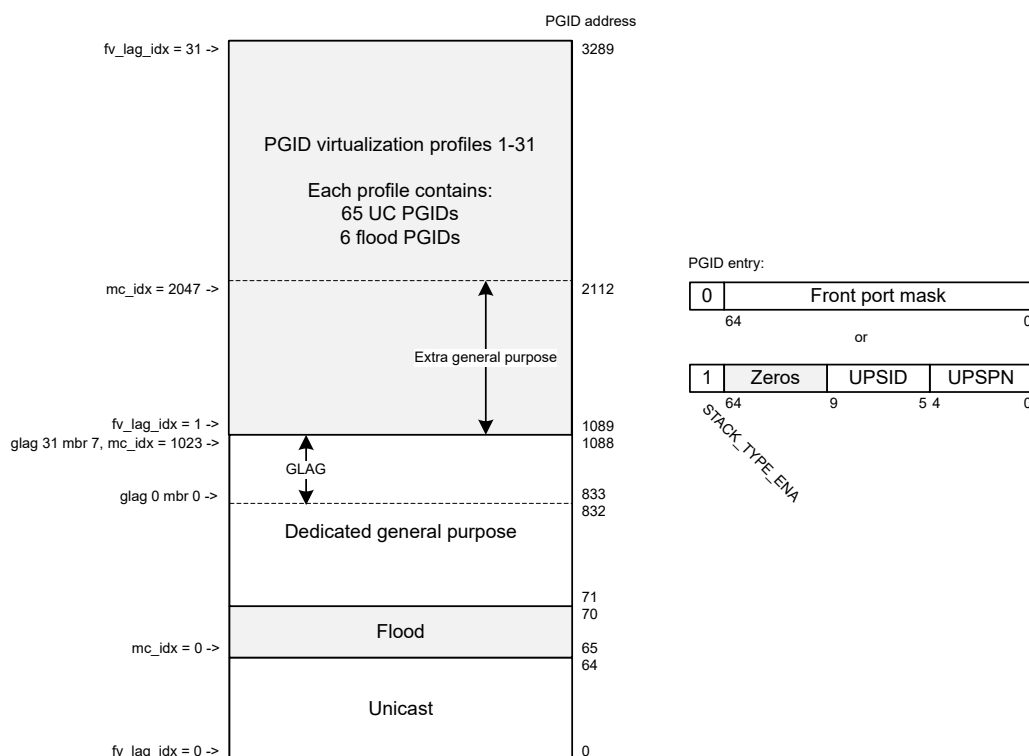 PGID address
fv_lag_idx = 31 ->
3289
PGID virtualization profiles 1-31
Each profile contains:
65 UC PGIDs
6 flood PGIDs
mc_idx = 2047 ->
2112
Extra general purpose
fv_lag_idx = 1 ->
1089
glag 31 mbr 7, mc_idx = 1023 ->
1088
GLAG
glag 0 mbr 0 ->
833
832
Dedicated general purpose
71
70
Flood
mc_idx = 0 ->
65
64
Unicast
fv_lag_idx = 0 ->
0
PGID entry:
0 Front port mask
64 0
or
1 Zeros UPSID UPSPN
64 9 5 4 0
STACK_TYPE_ENA